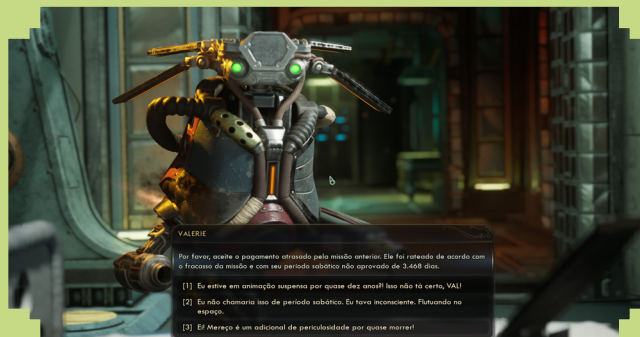 VALERIE
Por favor, aceite o pagamento atrasado pela missão anterior. Ele foi rateado de acordo com
o fracasso da missão e com seu período sabático não aprovado de 3.468 dias.
[1] Eu estive em animação suspensa por quase dez anos?! Isso não tá certo, VAL!
[2] Eu não chamaria isso de período sabático. Eu tava inconsciente. Flutuando no
espaço.
[3] Ei! Mereço um adicional de periculosidade por quase morrer!